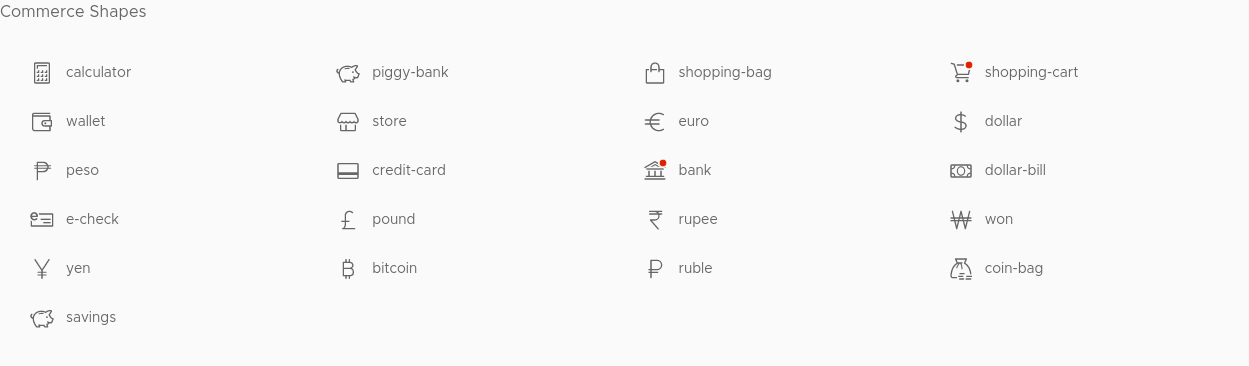 Commerce Shapes
calculator piggy-bank shopping-bag shopping-cart
wallet store euro dollar
peso credit-card bank dollar-bill
e-check pound rupee won
yen bitcoin ruble coin-bag
savings